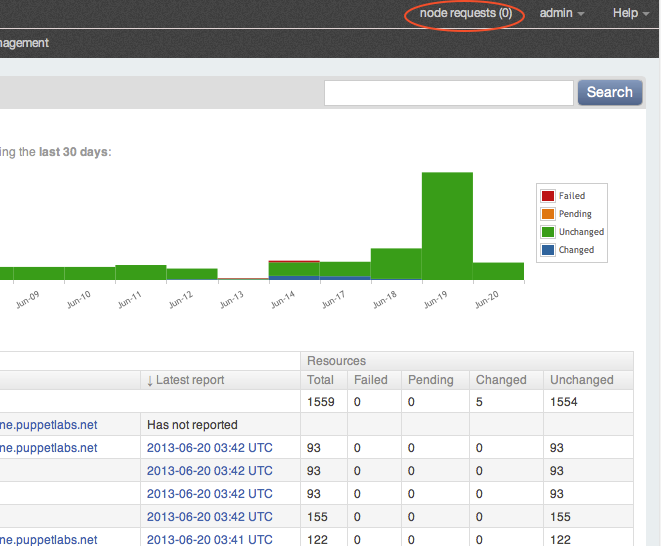 node requests (0) admin Help
nagement
Search
ing the last 30 days:
Failed
Pending
Unchanged
Changed
Jun-09 Jun-10 Jun-11 Jun-12 Jun-13 Jun-14 Jun-17 Jun-18 Jun-19 Jun-20
Resources
↓ Latest report Total Failed Pending Changed Unchanged
1559 0 0 5 1554
ne.puppetlabs.net Has not reported
ne.puppetlabs.net 2013-06-20 03:42 UTC 93 0 0 0 93
2013-06-20 03:42 UTC 93 0 0 0 93
2013-06-20 03:42 UTC 93 0 0 0 93
2013-06-20 03:42 UTC 155 0 0 0 155
ne.puppetlabs.net 2013-06-20 03:41 UTC 122 0 0 0 122